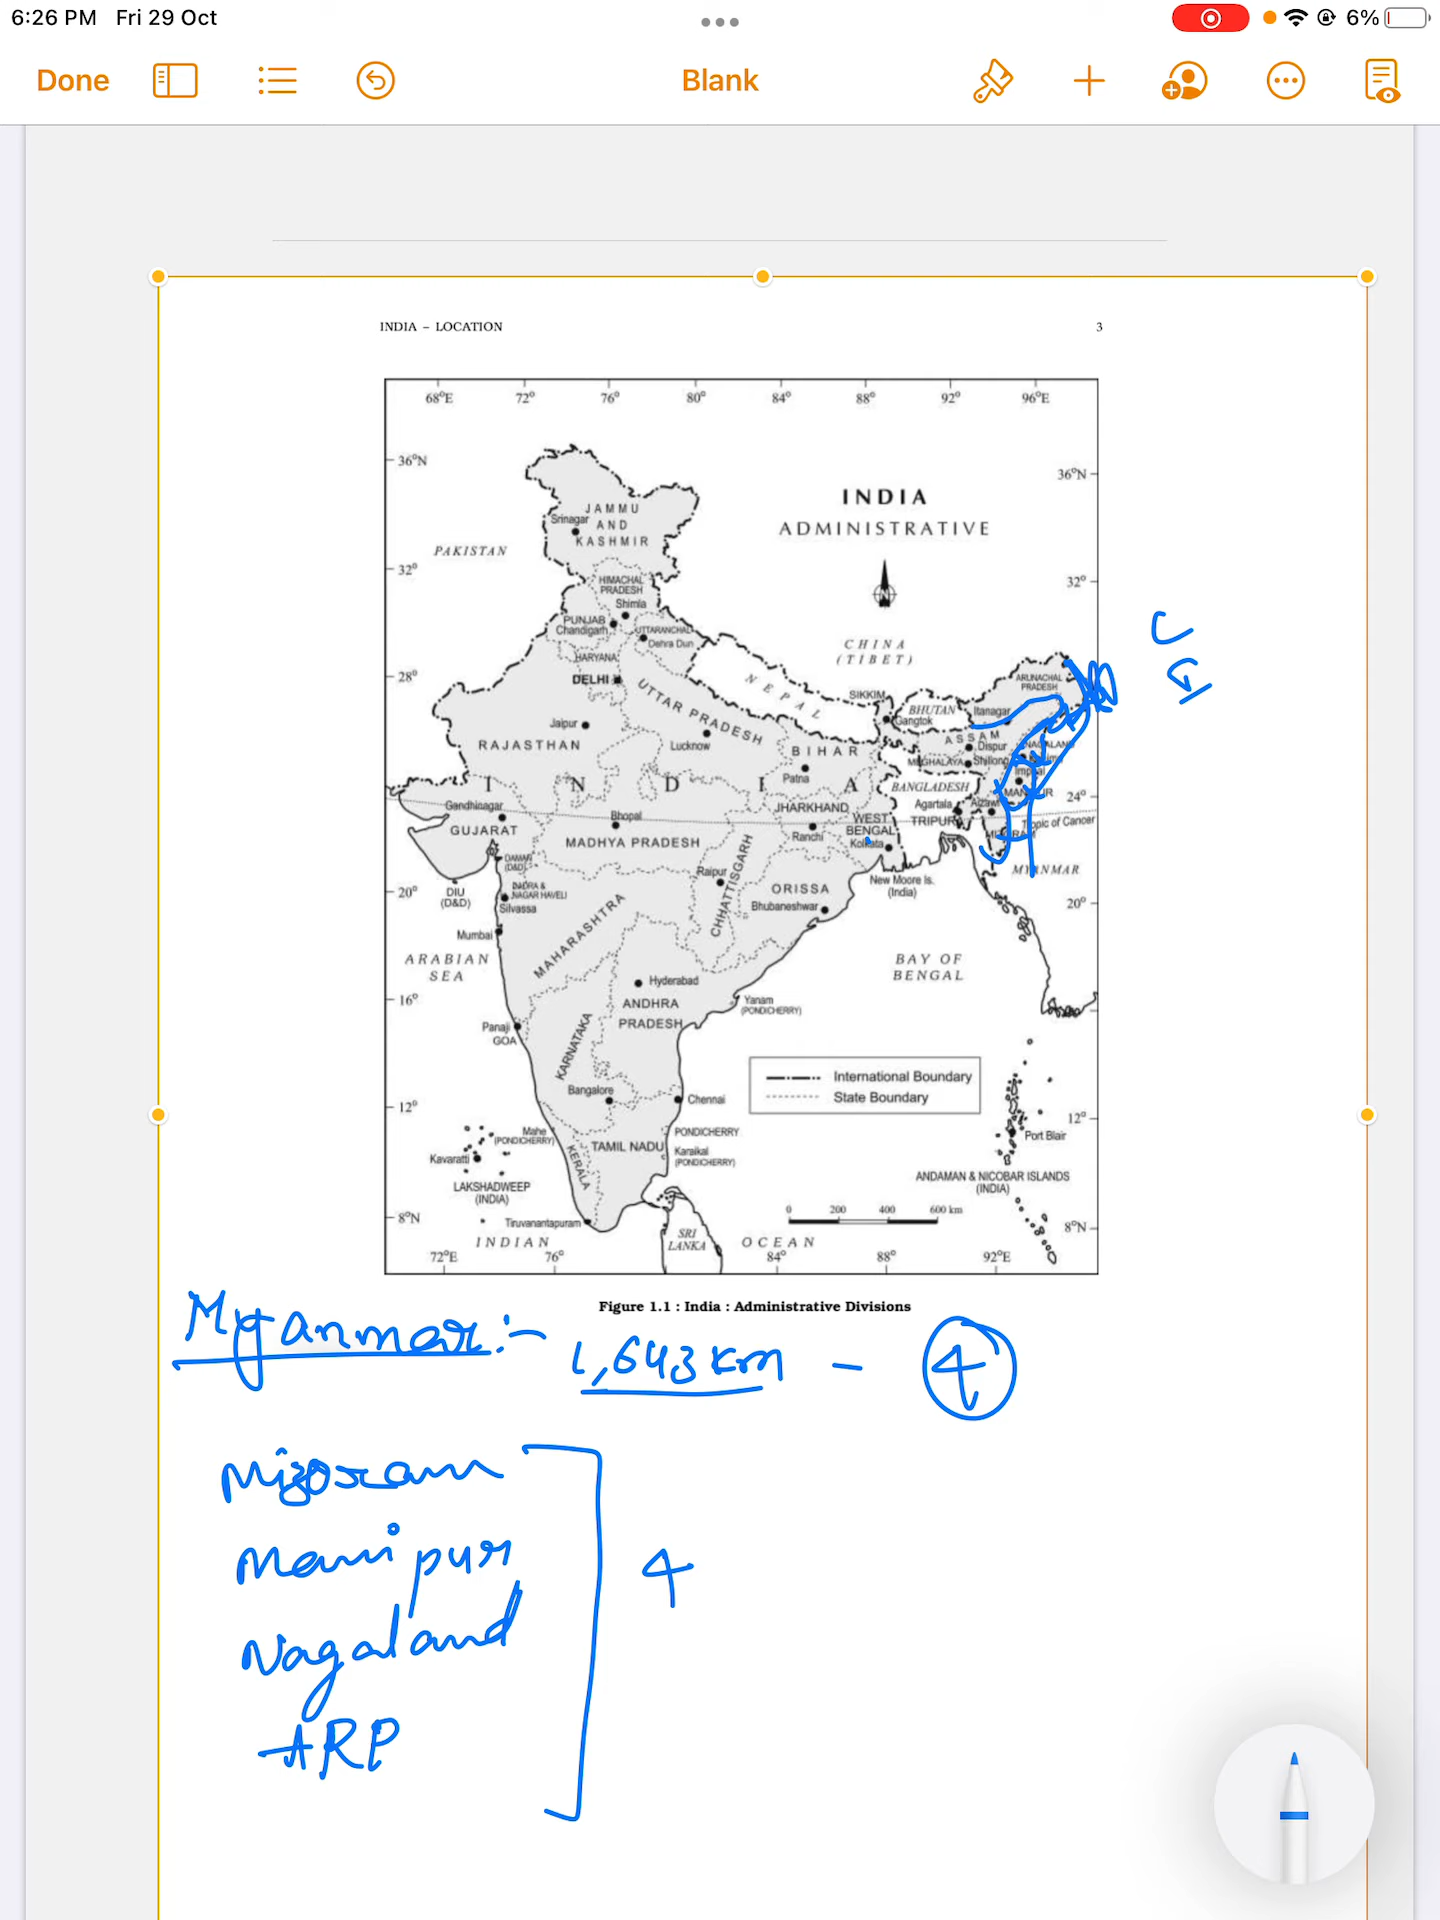 6:26 PM Fri 29 Oct
6%
Done
Blank
INDIA – LOCATION
3
68°E 72° 76° 80° 84° 88° 92° 96°E
36°N
36°N
INDIA
ADMINISTRATIVE
JAMMU
AND
KASHMIR
Srinagar
PAKISTAN
32°
32°
HIMACHAL
PRADESH
Shimla
PUNJAB
Chandigarh
UTTARANCHAL
Dehra Dun
HARYANA
CHINA
(TIBET)
N
28°
DELHI
NEPAL
SIKKIM
Gangtok
BHUTAN
ARUNACHAL
PRADESH
Itanagar
UTTAR PRADESH
Jaipur
RAJASTHAN
Lucknow
BIHAR
Patna
ASSAM
Dispur
MEGHALAYA
Shillong
NAGALAND
Imphal
MANIPUR
I N D I A
BANGLADESH
24°
Gandhinagar
GUJARAT
Bhopal
MADHYA PRADESH
JHARKHAND
Ranchi
WEST
BENGAL
Kolkata
Agartala
TRIPURA
Aizawl
MIZORAM
Tropic of Cancer
MYANMAR
DAMAN
(D&D)
DIU
(D&D)
DADRA &
NAGAR HAVELI
Silvassa
20°
20°
Raipur
CHHATTISGARH
ORISSA
Bhubaneshwar
New Moore Is.
(India)
Mumbai
MAHARASHTRA
ARABIAN
SEA
BAY OF
BENGAL
Hyderabad
ANDHRA
PRADESH
Yanam
(PONDICHERRY)
16°
Panaji
GOA
KARNATAKA
International Boundary
State Boundary
Bangalore
Chennai
12°
12°
Mahe
(PONDICHERRY)
PONDICHERRY
TAMIL NADU
Karaikal
(PONDICHERRY)
KERALA
Kavaratti
LAKSHADWEEP
(INDIA)
Port Blair
ANDAMAN & NICOBAR ISLANDS
(INDIA)
0 200 400 600 km
8°N
8°N
Tiruvanantapuram
SRI
LANKA
INDIAN OCEAN
72°E 76° 84° 88° 92°E
Figure 1.1 : India : Administrative Divisions
Myanmar :- 1,643 km - 4
Mizoram
Manipur
Nagaland
ARP
4